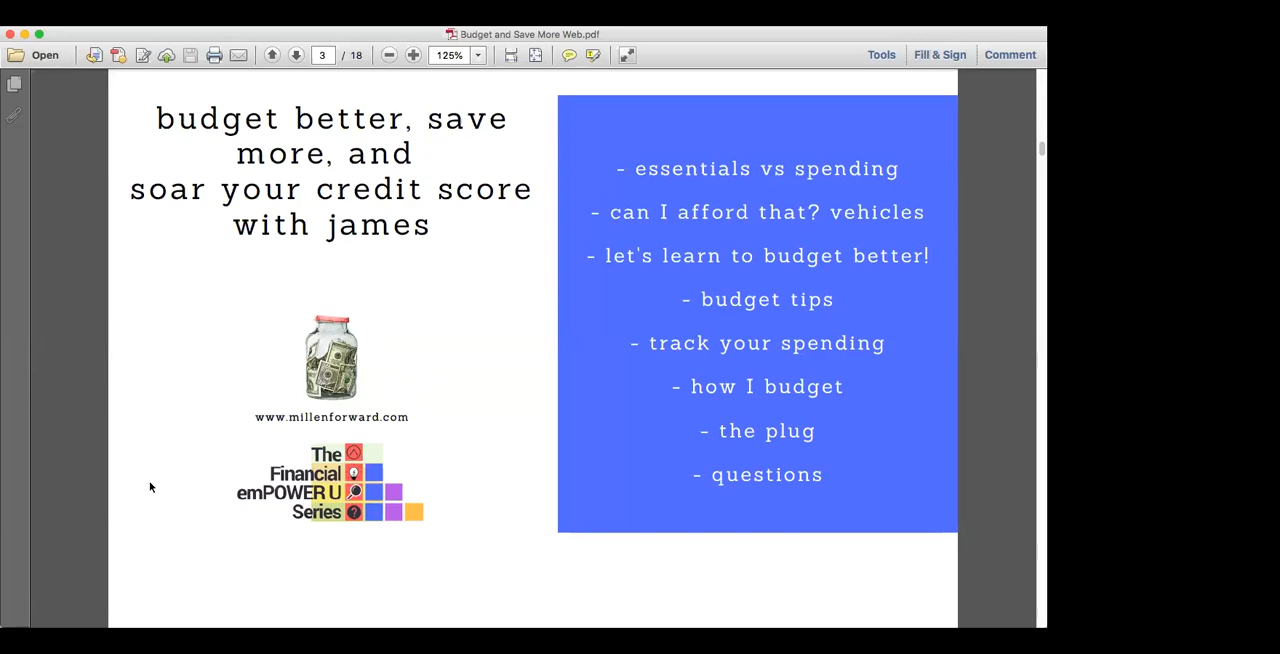 Budget and Save More Web.pdf
Open
3 / 18
125%
Tools
Fill & Sign
Comment
budget better, save
more, and
soar your credit score
with james
www.millenforward.com
The
Financial
emPOWER U
Series
- essentials vs spending
- can I afford that? vehicles
- let's learn to budget better!
- budget tips
- track your spending
- how I budget
- the plug
- questions